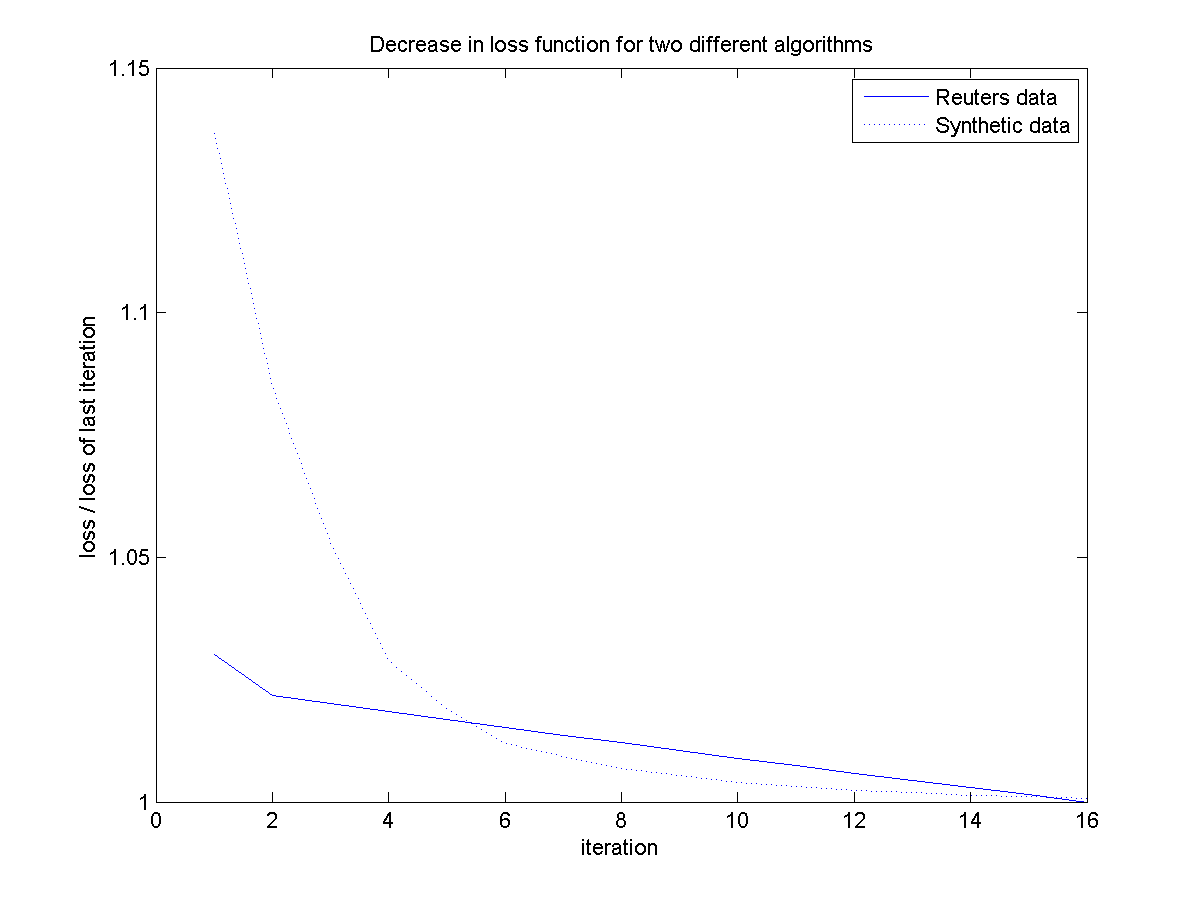 Decrease in loss function for two different algorithms
1.15
Reuters data
Synthetic data
1.1
loss / loss of last iteration
1.05
1
0 2 4 6 8 10 12 14 16
iteration